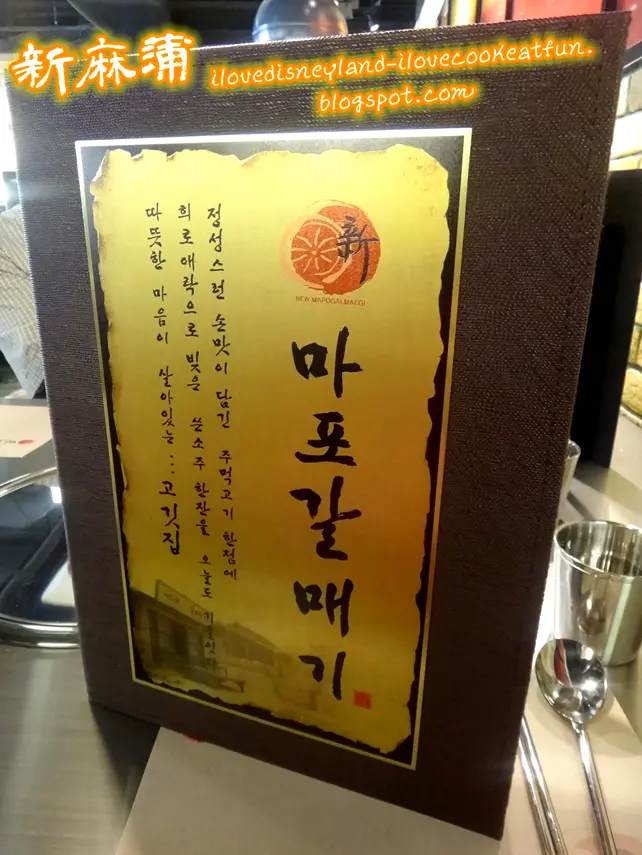 新麻浦
ilovedisneyland-ilovecookeatfun.
blogspot.com
新
NEW MAPOGALMAEGI
마포갈매기
정성스런 손맛이 담긴 주먹고기 한점에
희로애락으로 빚은 쓴소주 한잔을 오늘도
따뜻한 마음이 살아있는...고깃집